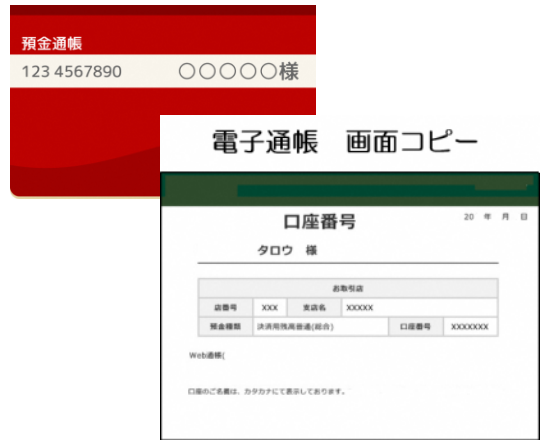 預金通帳
123 4567890 ○○○○○様
電子通帳 画面コピー
口座番号
20 年 月 日
タロウ 様
お取引店
店番号 XXX 支店名 XXXXX
預金種類 決済用残高普通(総合) 口座番号 XXXXXXX
Web通帳(
口座のご名義は、カタカナにて表示しております。